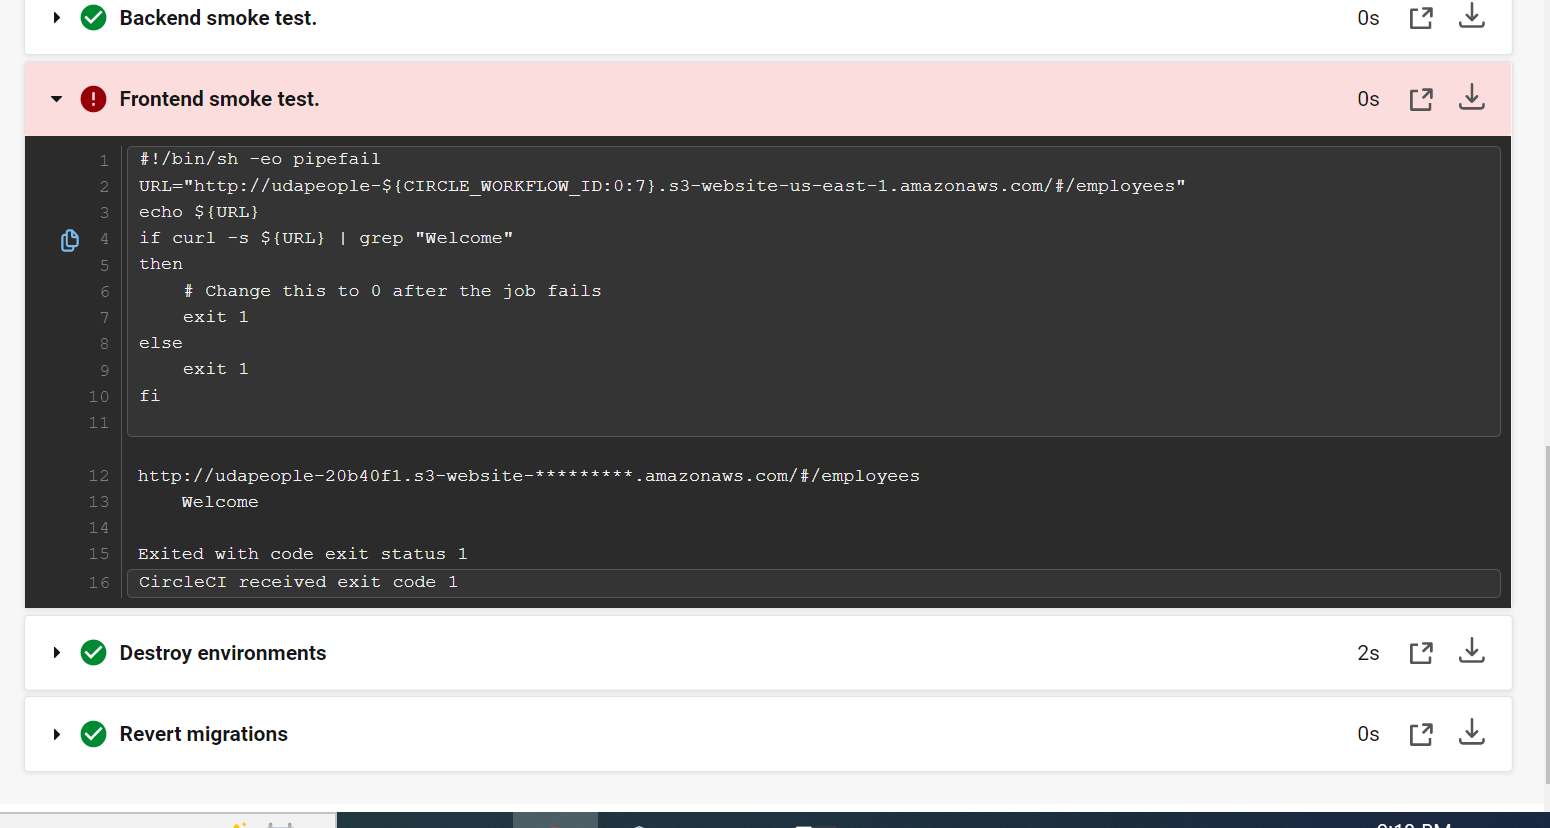 Backend smoke test.
0s
Frontend smoke test.
0s
1 #!/bin/sh -eo pipefail
2 URL="http://udapeople-${CIRCLE_WORKFLOW_ID:0:7}.s3-website-us-east-1.amazonaws.com/#/employees"
3 echo ${URL}
4 if curl -s ${URL} | grep "Welcome"
5 then
6     # Change this to 0 after the job fails
7     exit 1
8 else
9     exit 1
10 fi
11
12 http://udapeople-20b40f1.s3-website-*********.amazonaws.com/#/employees
13     Welcome
14
15 Exited with code exit status 1
16 CircleCI received exit code 1
Destroy environments
2s
Revert migrations
0s